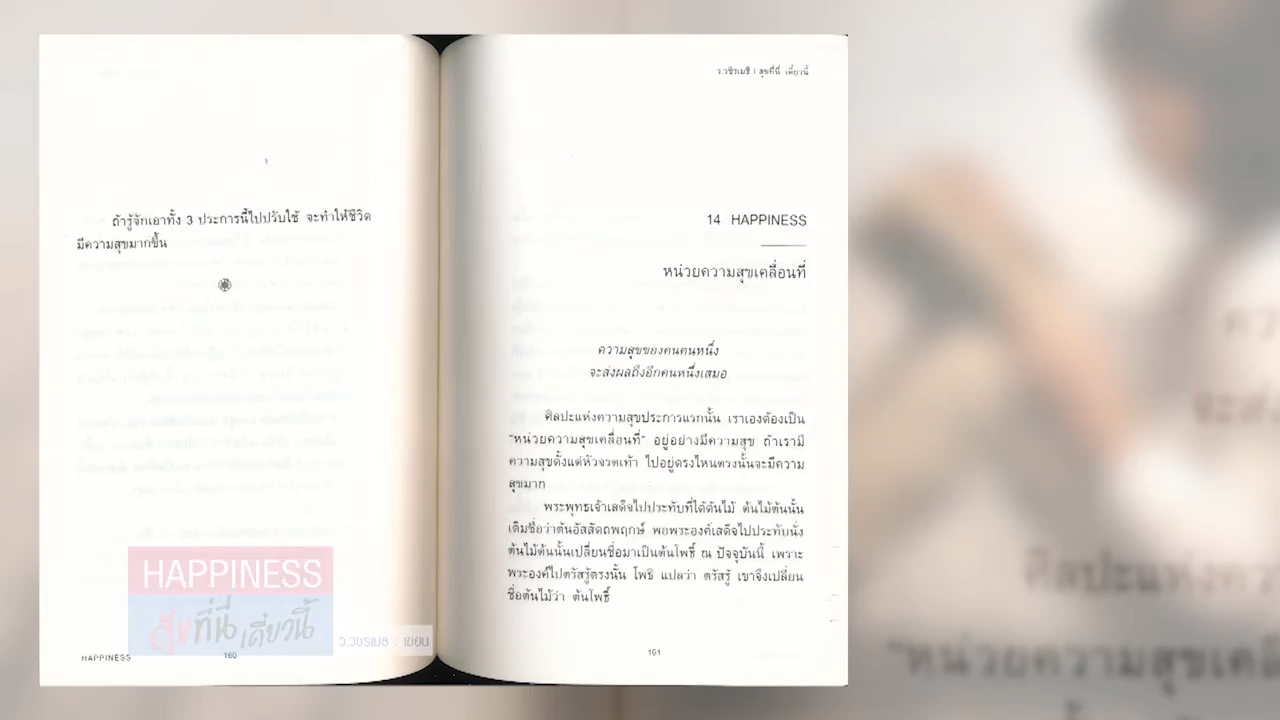 ถ้ารู้จักเอาทั้ง 3 ประการนี้ไปปรับใช้ จะทำให้ชีวิต
มีความสุขมากขึ้น
HAPPINESS
สุขที่นี่ เดี๋ยวนี้
ว.วชิรเมธี : เขียน
HAPPINESS
160
ว.วชิรเมธี | สุขที่นี่ เดี๋ยวนี้
14 HAPPINESS
หน่วยความสุขเคลื่อนที่
ความสุขของคนคนหนึ่ง
จะส่งผลถึงอีกคนหนึ่งเสมอ
ศิลปะแห่งความสุขประการแรกนั้น เราเองต้องเป็น
"หน่วยความสุขเคลื่อนที่" อยู่อย่างมีความสุข ถ้าเรามี
ความสุขตั้งแต่หัวจรดเท้า ไปอยู่ตรงไหนตรงนั้นจะมีความ
สุขมาก
พระพุทธเจ้าเสด็จไปประทับที่ใต้ต้นไม้ ต้นไม้ต้นนั้น
เดิมชื่อว่าต้นอัสสัตถพฤกษ์ พอพระองค์เสด็จไปประทับนั่ง
ต้นไม้ต้นนั้นเปลี่ยนชื่อมาเป็นต้นโพธิ์ ณ ปัจจุบันนี้ เพราะ
พระองค์ไปตรัสรู้ตรงนั้น โพธิ แปลว่า ตรัสรู้ เขาจึงเปลี่ยน
ชื่อต้นไม้ว่า ต้นโพธิ์
161